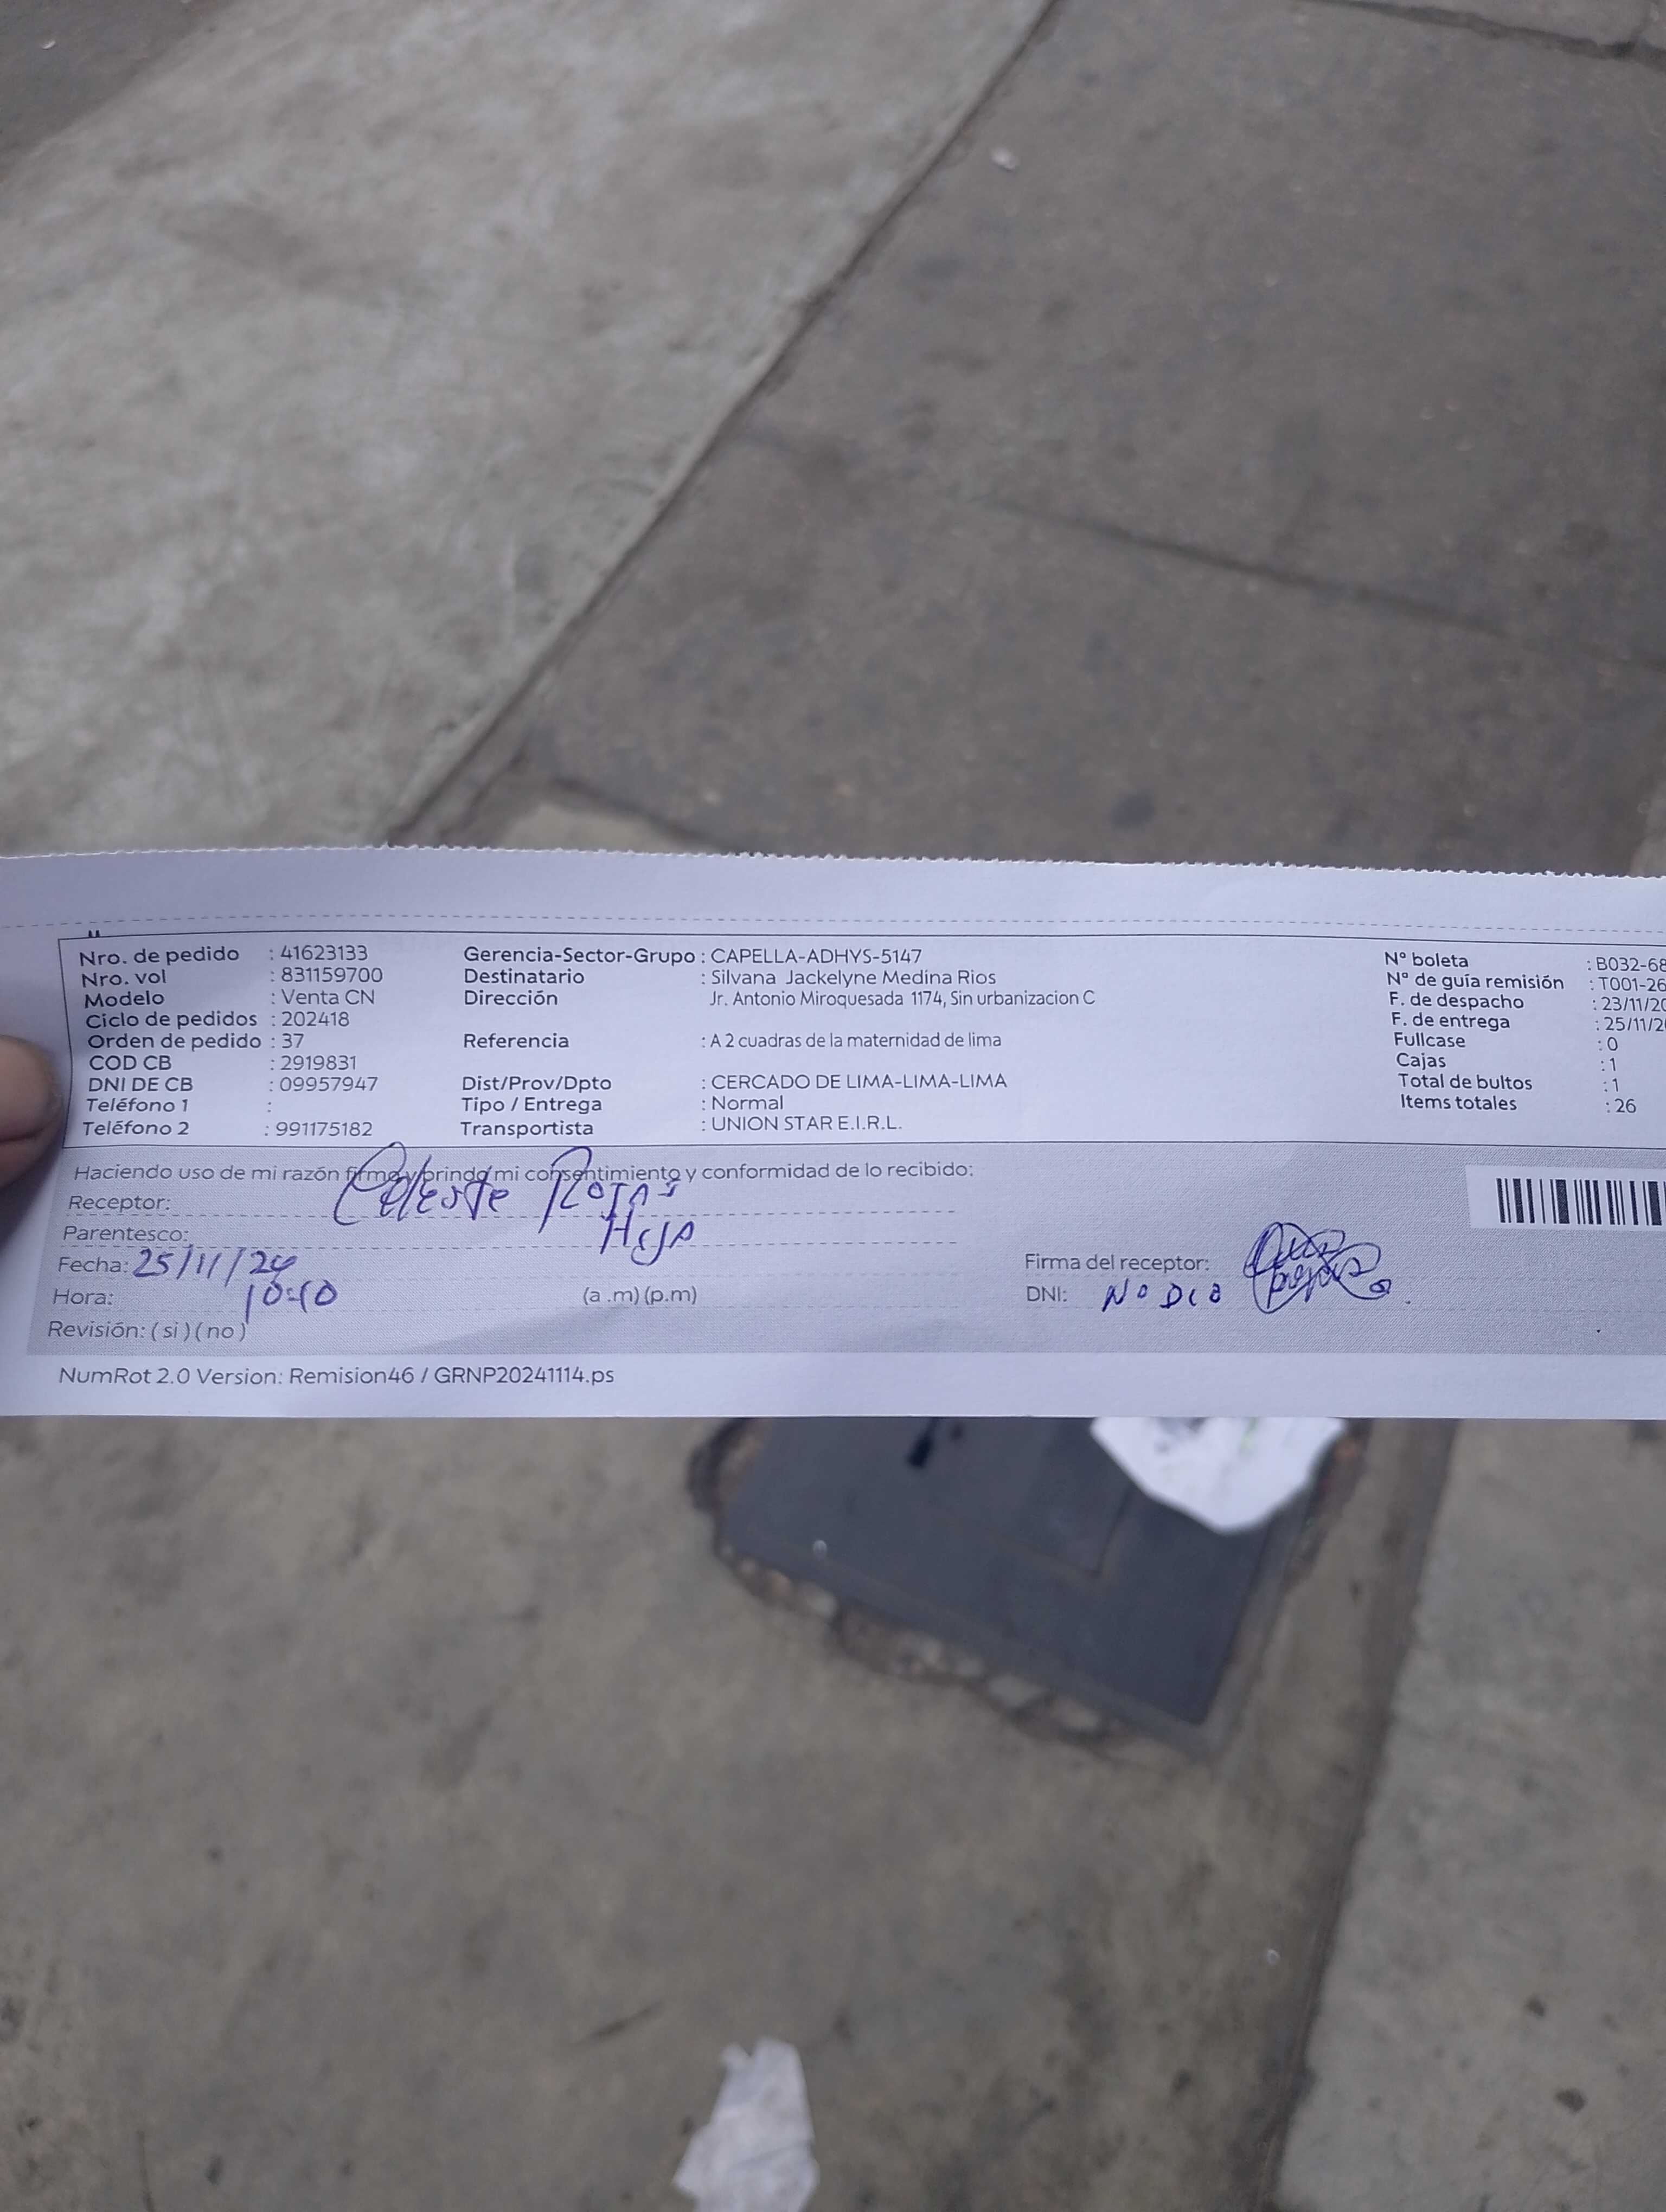 Nro. de pedido : 41623133 Gerencia-Sector-Grupo : CAPELLA-ADHYS-5147 N° boleta : B032-68
Nro. vol : 831159700 Destinatario : Silvana Jackelyne Medina Rios N° de guía remisión : T001-26
Modelo : Venta CN Dirección Jr. Antonio Miroquesada 1174, Sin urbanizacion C F. de despacho : 23/11/20
Ciclo de pedidos : 202418 F. de entrega : 25/11/2
Orden de pedido : 37 Referencia : A 2 cuadras de la maternidad de lima Fullcase : 0
COD CB : 2919831 Cajas : 1
DNI DE CB : 09957947 Dist/Prov/Dpto : CERCADO DE LIMA-LIMA-LIMA Total de bultos : 1
Teléfono 1 : Tipo / Entrega : Normal Items totales : 26
Teléfono 2 : 991175182 Transportista : UNION STAR E.I.R.L.
Haciendo uso de mi razón firmo y brindo mi consentimiento y conformidad de lo recibido:
Receptor: Celeste Rojas
Parentesco: Hija
Fecha: 25/11/24 Firma del receptor:
Hora: 10:10 (a .m) (p.m) DNI: No Dio
Revisión: ( si ) ( no )
NumRot 2.0 Version: Remision46 / GRNP20241114.ps